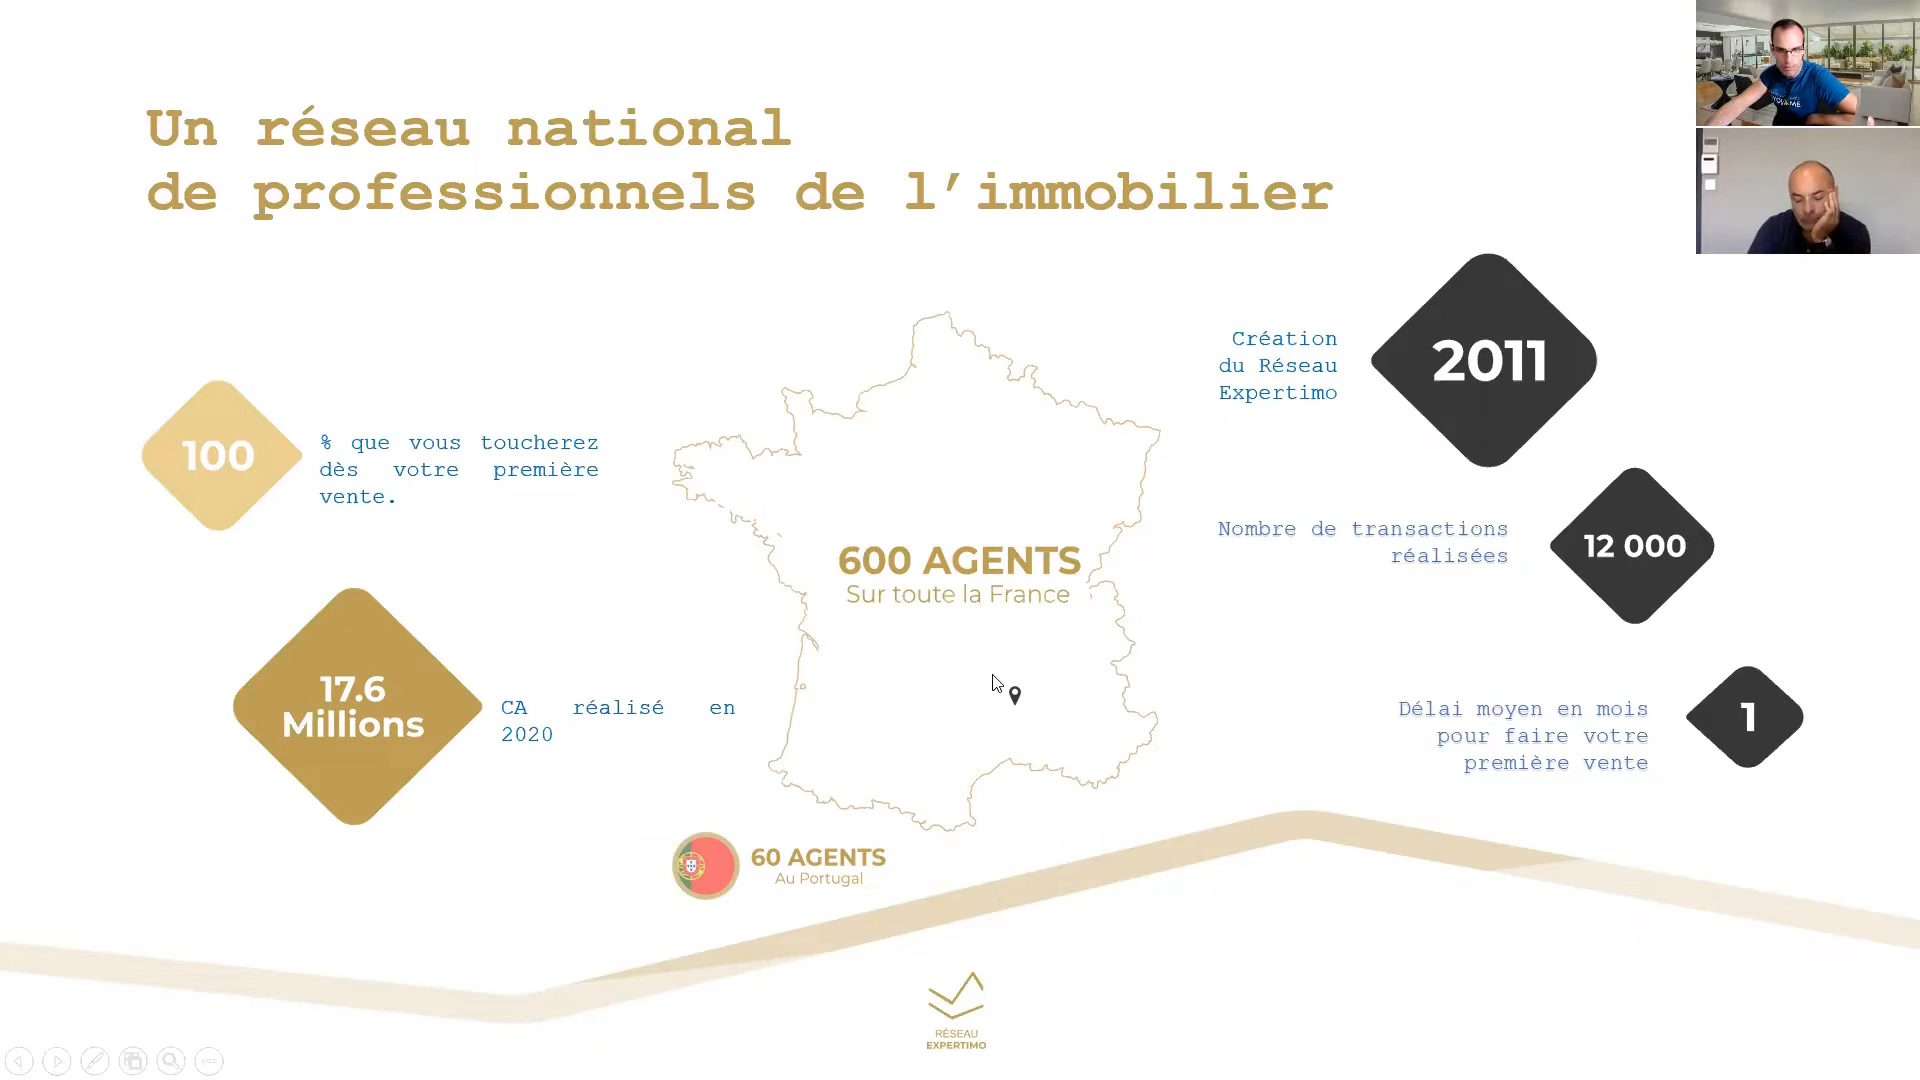 Un réseau national
de professionnels de l’immobilier
100
% que vous toucherez
dès votre première
vente.
17.6
Millions
CA réalisé en
2020
600 AGENTS
Sur toute la France
60 AGENTS
Au Portugal
Création
du Réseau
Expertimo
2011
Nombre de transactions
réalisées
12 000
Délai moyen en mois
pour faire votre
première vente
1
RÉSEAU
EXPERTIMO